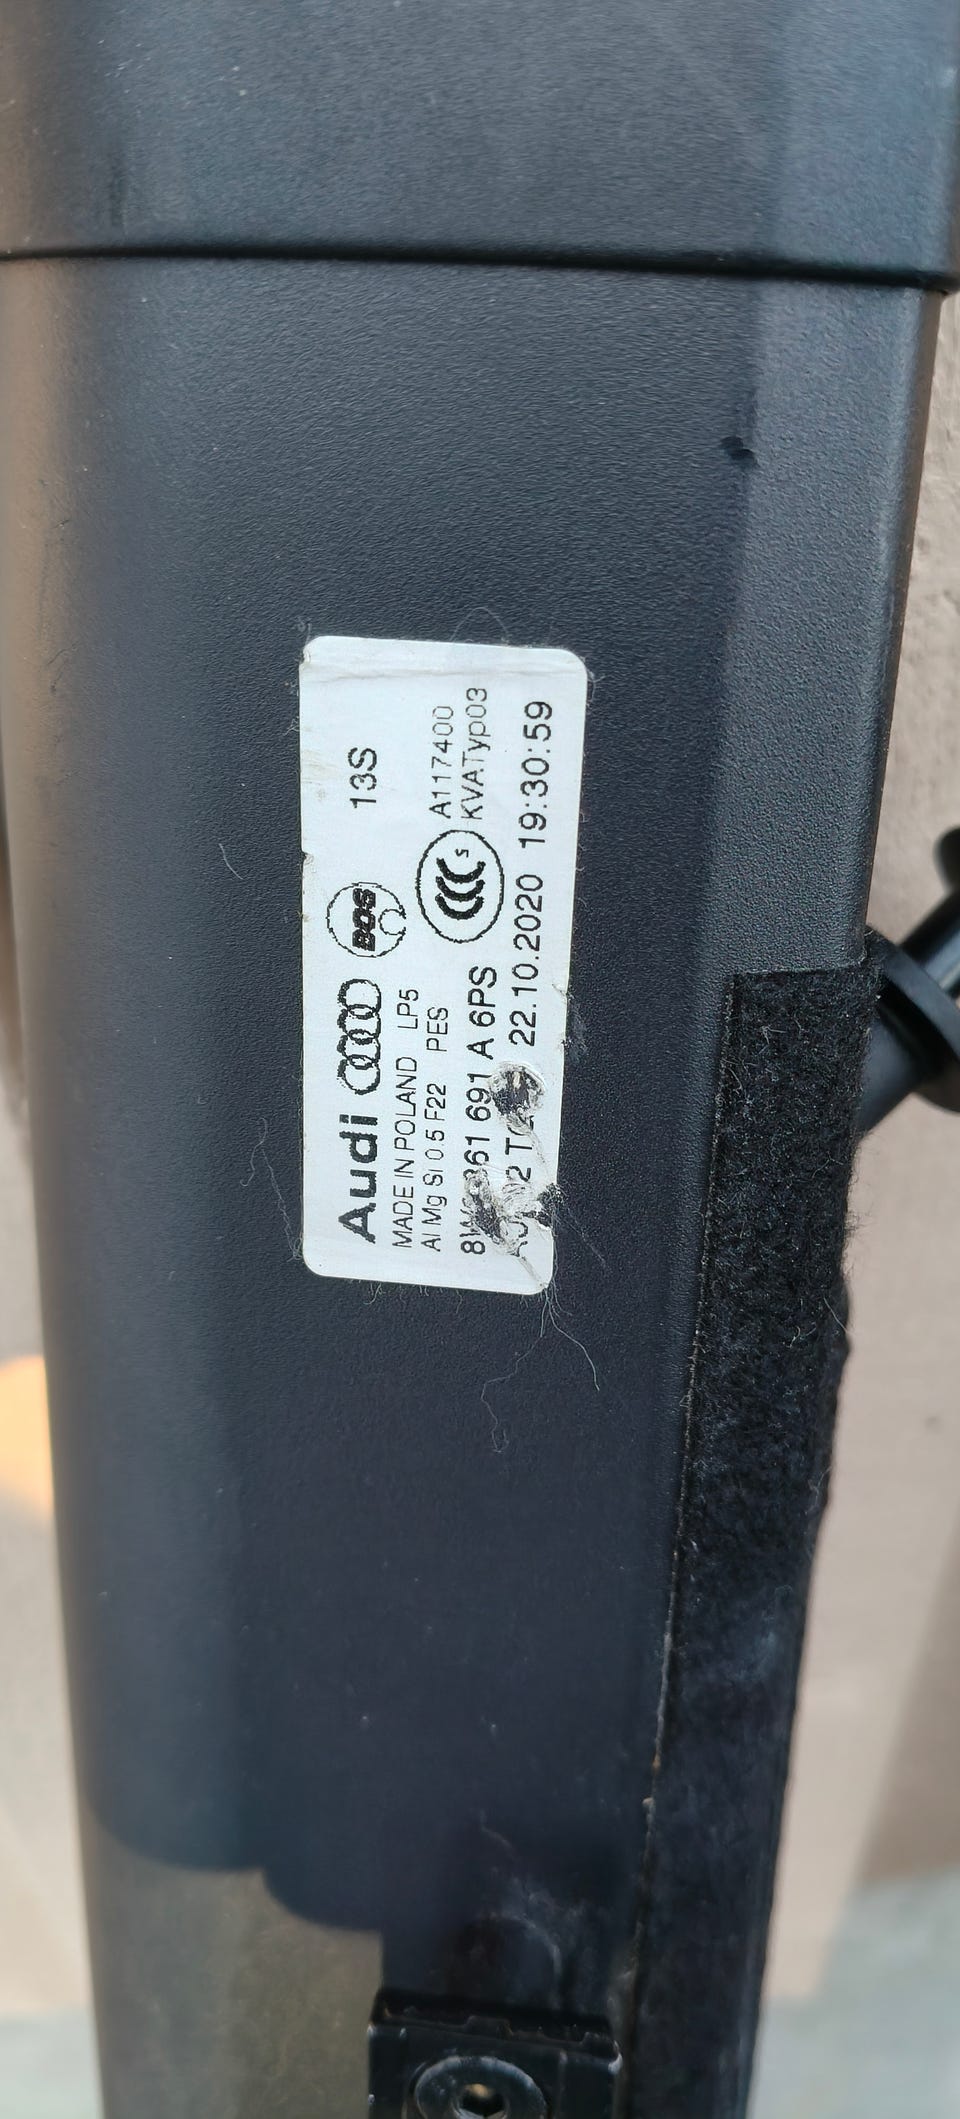 Audi BOS 13S
MADE IN POLAND LP5
Al Mg Si 0.5 F22 PES
A117400
KVATyp03
691 A 6PS
22.10.2020 19:30:59